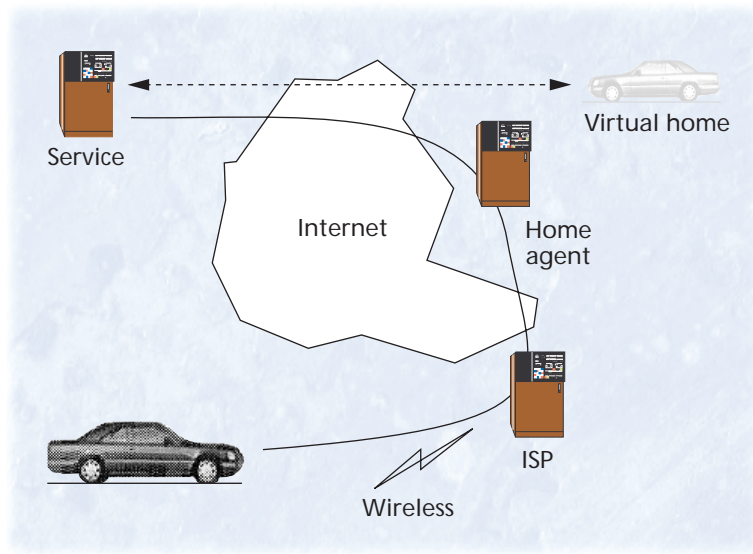 Service
Virtual home
Internet
Home
agent
ISP
Wireless